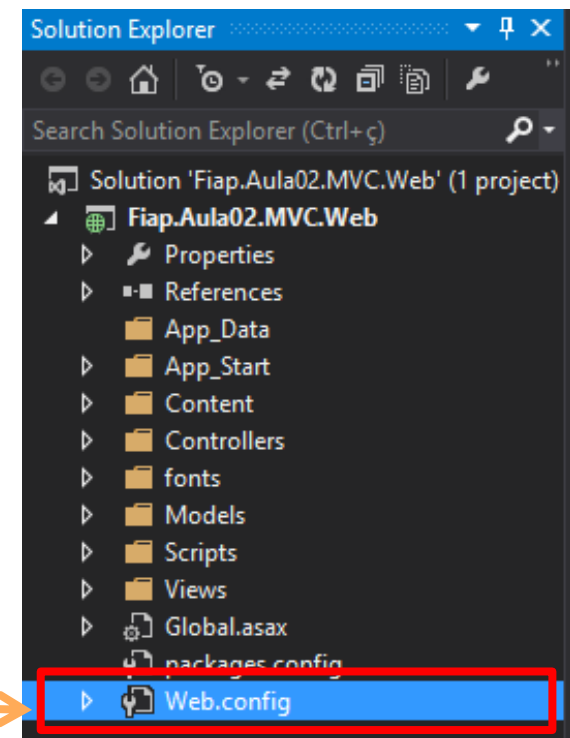 Solution Explorer
Search Solution Explorer (Ctrl+ç)
Solution 'Fiap.Aula02.MVC.Web' (1 project)
Fiap.Aula02.MVC.Web
Properties
References
App_Data
App_Start
Content
Controllers
fonts
Models
Scripts
Views
Global.asax
packages.config
Web.config